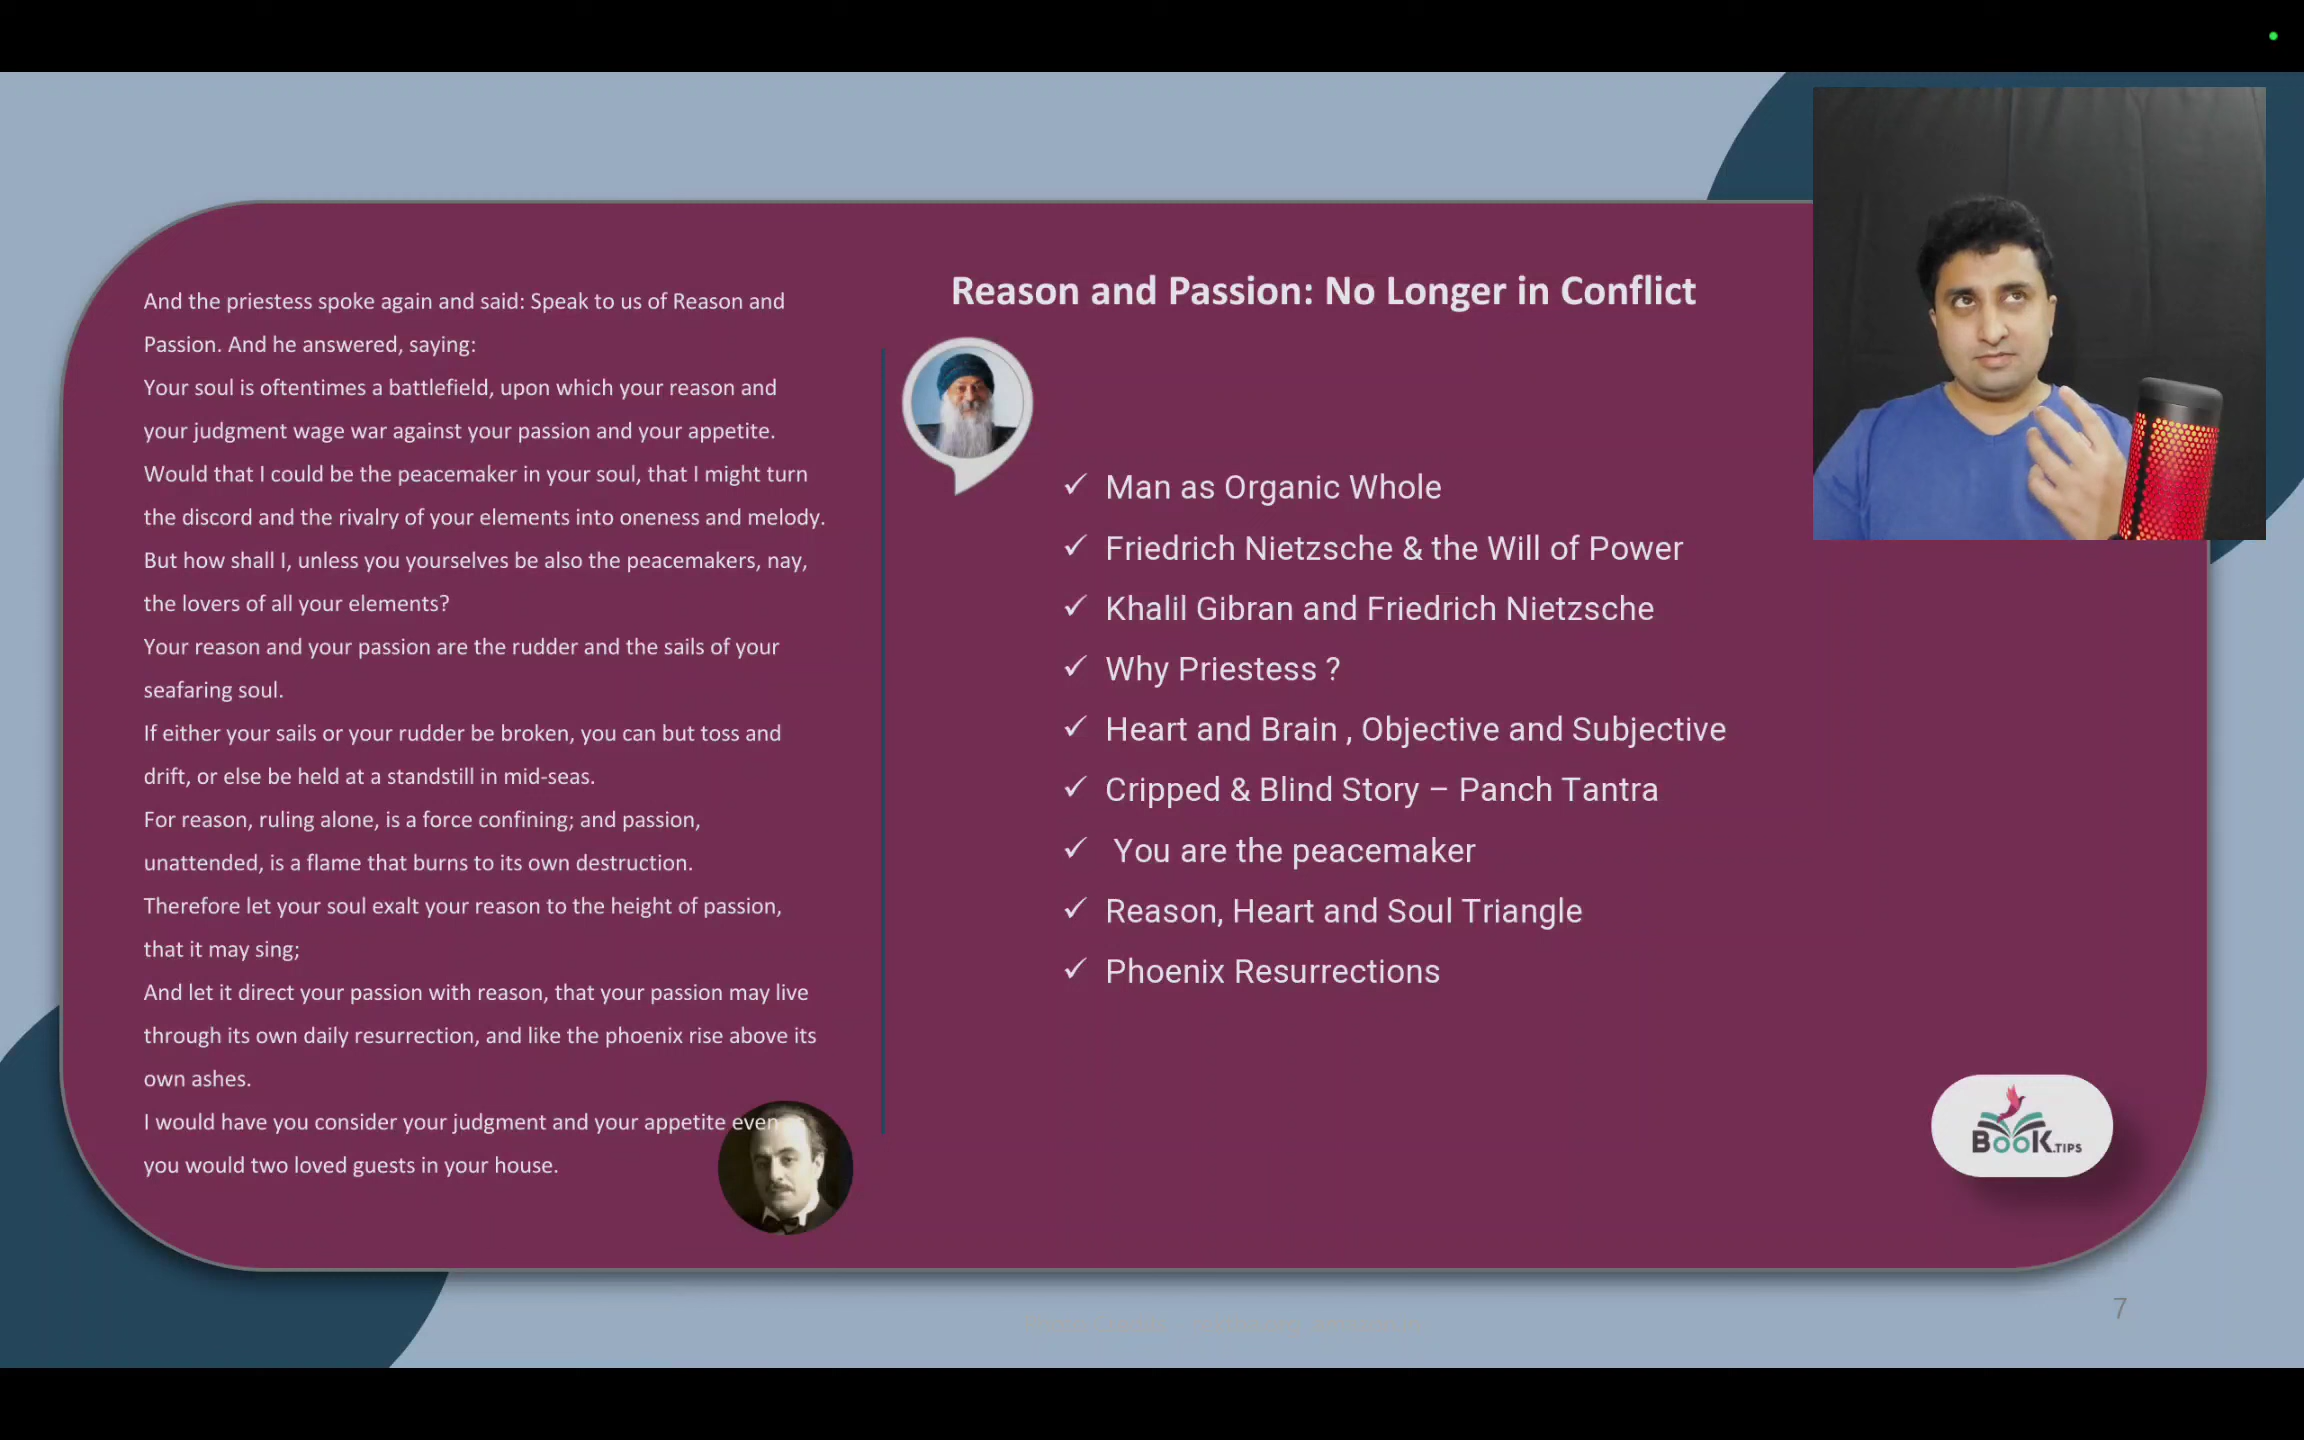 And the priestess spoke again and said: Speak to us of Reason and
Passion. And he answered, saying:
Your soul is oftentimes a battlefield, upon which your reason and
your judgment wage war against your passion and your appetite.
Would that I could be the peacemaker in your soul, that I might turn
the discord and the rivalry of your elements into oneness and melody.
But how shall I, unless you yourselves be also the peacemakers, nay,
the lovers of all your elements?
Your reason and your passion are the rudder and the sails of your
seafaring soul.
If either your sails or your rudder be broken, you can but toss and
drift, or else be held at a standstill in mid-seas.
For reason, ruling alone, is a force confining; and passion,
unattended, is a flame that burns to its own destruction.
Therefore let your soul exalt your reason to the height of passion,
that it may sing;
And let it direct your passion with reason, that your passion may live
through its own daily resurrection, and like the phoenix rise above its
own ashes.
I would have you consider your judgment and your appetite even
you would two loved guests in your house.
Reason and Passion: No Longer in Conflict
✓ Man as Organic Whole
✓ Friedrich Nietzsche & the Will of Power
✓ Khalil Gibran and Friedrich Nietzsche
✓ Why Priestess ?
✓ Heart and Brain , Objective and Subjective
✓ Cripped & Blind Story – Panch Tantra
✓ You are the peacemaker
✓ Reason, Heart and Soul Triangle
✓ Phoenix Resurrections
BOOK.TIPS
7